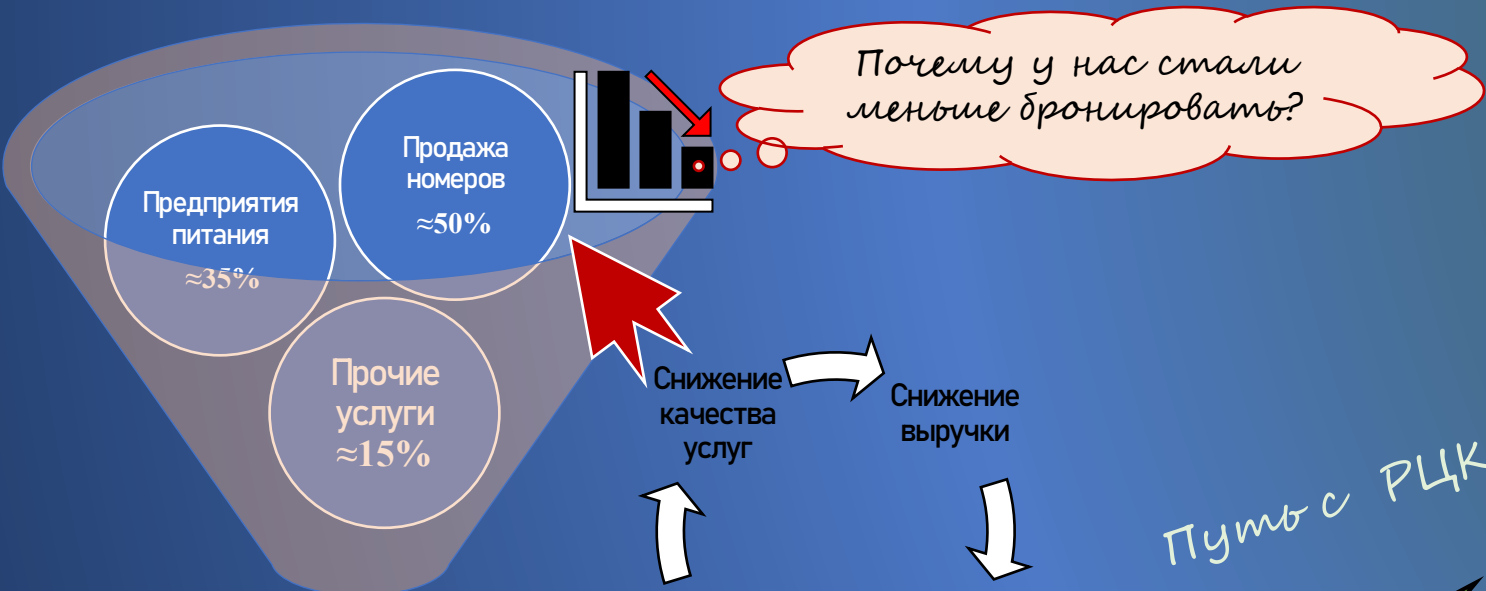 Почему у нас стали
меньше бронировать?
Продажа
номеров
≈50%
Предприятия
питания
≈35%
Прочие
услуги
≈15%
Снижение
качества
услуг
Снижение
выручки
Путь с РЦК